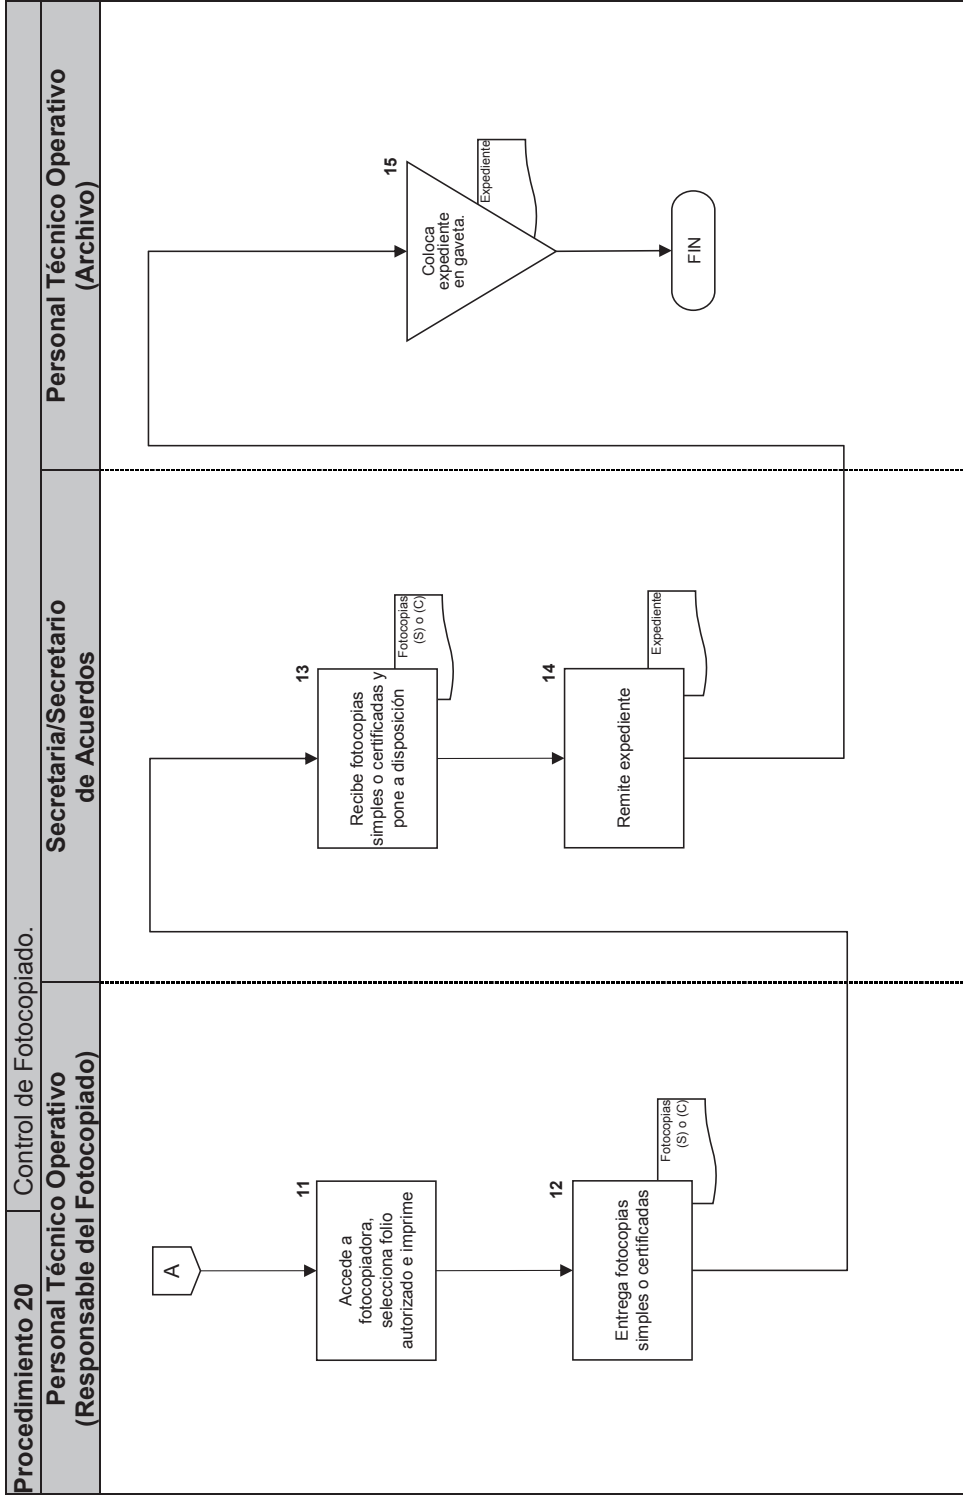 Procedimiento 20
Control de Fotocopiado.
Personal Técnico Operativo
(Responsable del Fotocopiado)
Secretaria/Secretario
de Acuerdos
Personal Técnico Operativo
(Archivo)
A
11
Accede a
fotocopiadora,
selecciona folio
autorizado e imprime
12
Entrega fotocopias
simples o certificadas
Fotocopias
(S) o (C)
13
Recibe fotocopias
simples o certificadas y
pone a disposición
Fotocopias
(S) o (C)
14
Remite expediente
Expediente
15
Coloca
expediente
en gaveta.
Expediente
FIN